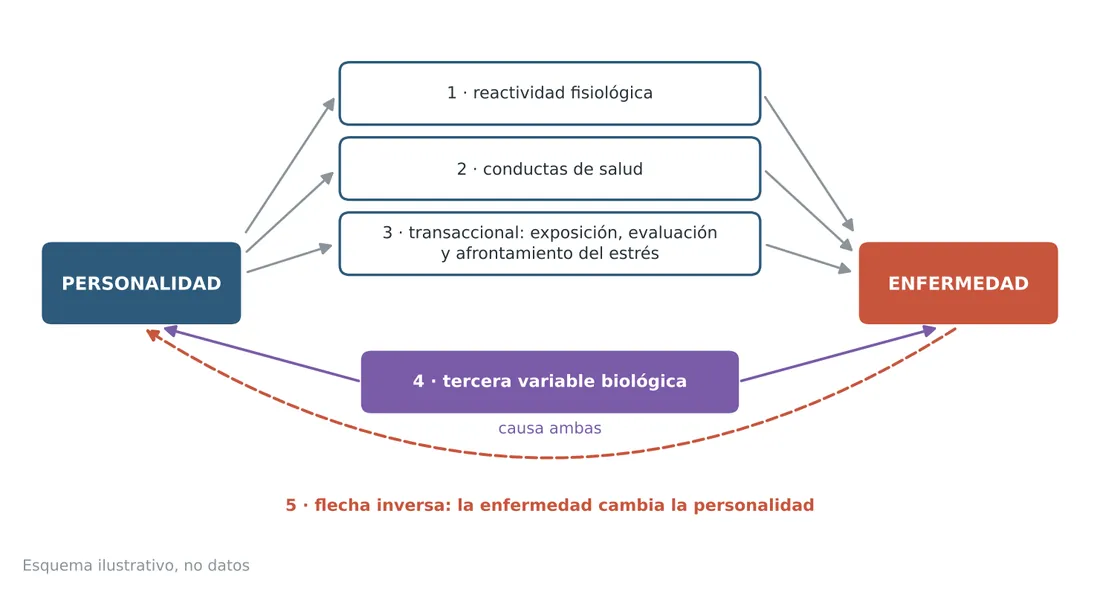 1 · reactividad fisiológica
2 · conductas de salud
3 · transaccional: exposición, evaluación
y afrontamiento del estrés
PERSONALIDAD
ENFERMEDAD
4 · tercera variable biológica
causa ambas
5 · flecha inversa: la enfermedad cambia la personalidad
Esquema ilustrativo, no datos